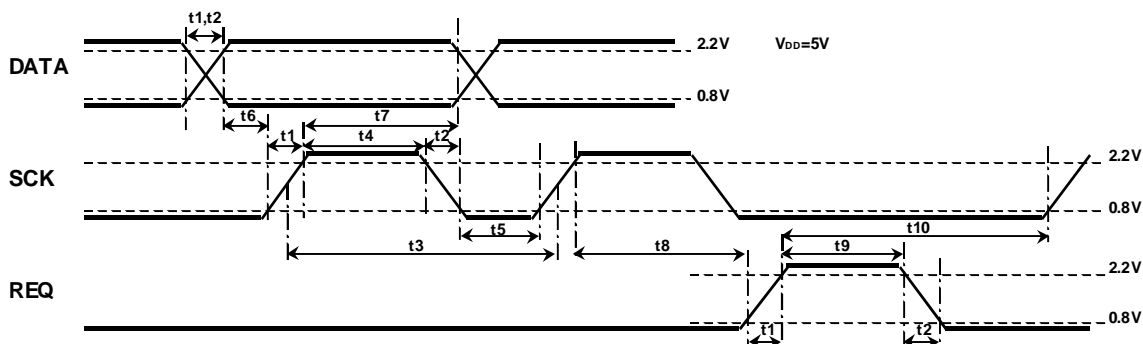 t1,t2
2.2V
VDD=5V
DATA
0.8V
t6
t7
t1
t4
t2
2.2V
SCK
0.8V
t5
t10
t3
t8
t9
2.2V
REQ
0.8V
t1
t2